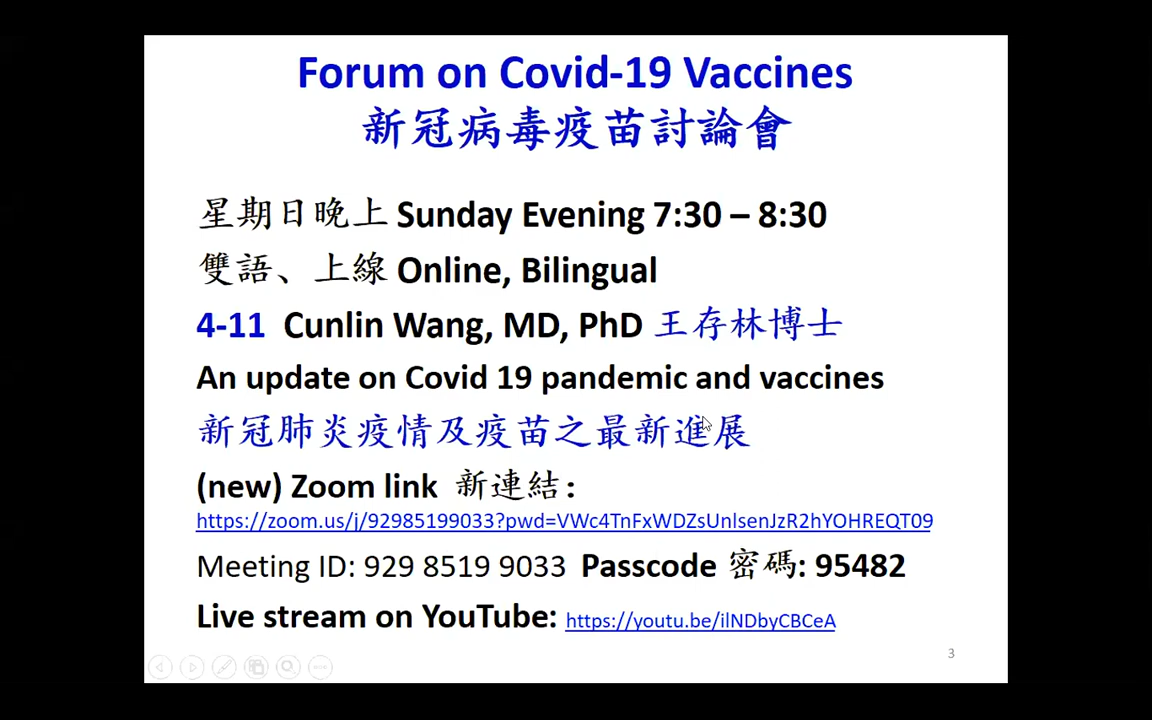 Forum on Covid-19 Vaccines
新冠病毒疫苗討論會
星期日晚上 Sunday Evening 7:30 – 8:30
雙語、上線 Online, Bilingual
4-11 Cunlin Wang, MD, PhD 王存林博士
An update on Covid 19 pandemic and vaccines
新冠肺炎疫情及疫苗之最新進展
(new) Zoom link 新連結:
https://zoom.us/j/92985199033?pwd=VWc4TnFxWDZsUnlsenJzR2hYOHREQT09
Meeting ID: 929 8519 9033 Passcode 密碼: 95482
Live stream on YouTube: https://youtu.be/ilNDbyCBCeA
3